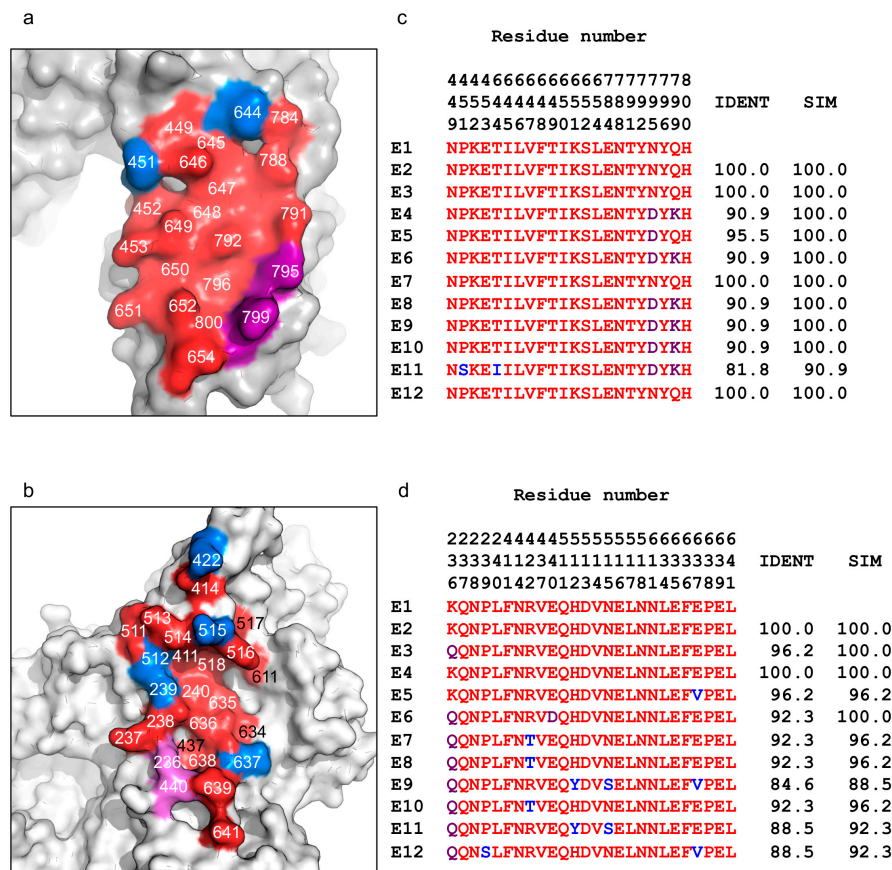 a
644
784
449
645
451
646
788
647
452
648
791
649
453
792
650
795
796
651
652
800
799
654
c
Residue number
4444666666666677777778
4555444444555588999990 IDENT SIM
9123456789012448125690
E1 NPKETILVFTIKSLENTYNYQH
E2 NPKETILVFTIKSLENTYNYQH 100.0 100.0
E3 NPKETILVFTIKSLENTYNYQH 100.0 100.0
E4 NPKETILVFTIKSLENTYDYKH 90.9 100.0
E5 NPKETILVFTIKSLENTYDYQH 95.5 100.0
E6 NPKETILVFTIKSLENTYDYKH 90.9 100.0
E7 NPKETILVFTIKSLENTYNYQH 100.0 100.0
E8 NPKETILVFTIKSLENTYDYKH 90.9 100.0
E9 NPKETILVFTIKSLENTYDYKH 90.9 100.0
E10 NPKETILVFTIKSLENTYDYKH 90.9 100.0
E11 NSKEIILVFTIKSLENTYDYKH 81.8 90.9
E12 NPKETILVFTIKSLENTYNYQH 100.0 100.0
b
422
414
513
511
514
515
517
512
411
516
518
611
239
240
635
238
636
634
237
437
236
638
637
440
639
641
d
Residue number
22222444445555555566666666
33334112341111111113333334 IDENT SIM
67890142701234567814567891
E1 KQNPLFNRVEQHDVNELNNLEFEPEL
E2 KQNPLFNRVEQHDVNELNNLEFEPEL 100.0 100.0
E3 QQNPLFNRVEQHDVNELNNLEFEPEL 96.2 100.0
E4 KQNPLFNRVEQHDVNELNNLEFEPEL 100.0 100.0
E5 KQNPLFNRVEQHDVNELNNLEFVPEL 96.2 96.2
E6 QQNPLFNRVDQHDVNELNNLEFEPEL 92.3 100.0
E7 QQNPLFNTVEQHDVNELNNLEFEPEL 92.3 96.2
E8 QQNPLFNTVEQHDVNELNNLEFEPEL 92.3 96.2
E9 QQNPLFNRVEQYDVSELNNLEFVPEL 84.6 88.5
E10 QQNPLFNTVEQHDVNELNNLEFEPEL 92.3 96.2
E11 QQNPLFNRVEQYDVSELNNLEFEPEL 88.5 92.3
E12 QQNSLFNRVEQHDVNELNNLEFVPEL 88.5 92.3